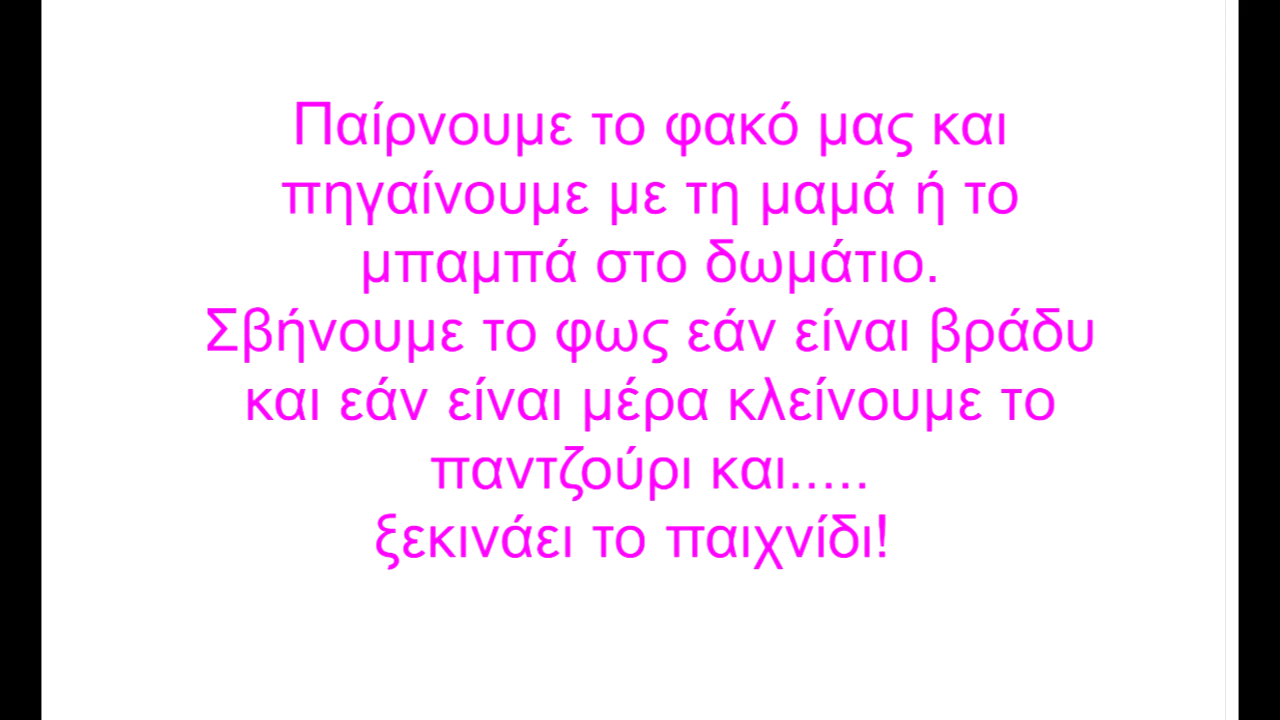 Παίρνουμε το φακό μας και
πηγαίνουμε με τη μαμά ή το
μπαμπά στο δωμάτιο.
Σβήνουμε το φως εάν είναι βράδυ
και εάν είναι μέρα κλείνουμε το
παντζούρι και.....
ξεκινάει το παιχνίδι!